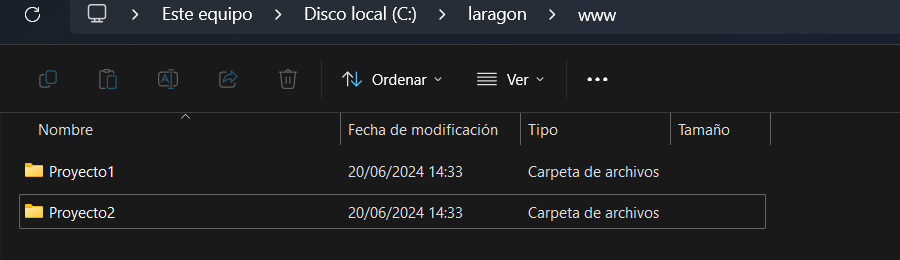 Este equipo > Disco local (C:) > laragon > www
Ordenar Ver
Nombre Fecha de modificación Tipo Tamaño
Proyecto1 20/06/2024 14:33 Carpeta de archivos
Proyecto2 20/06/2024 14:33 Carpeta de archivos